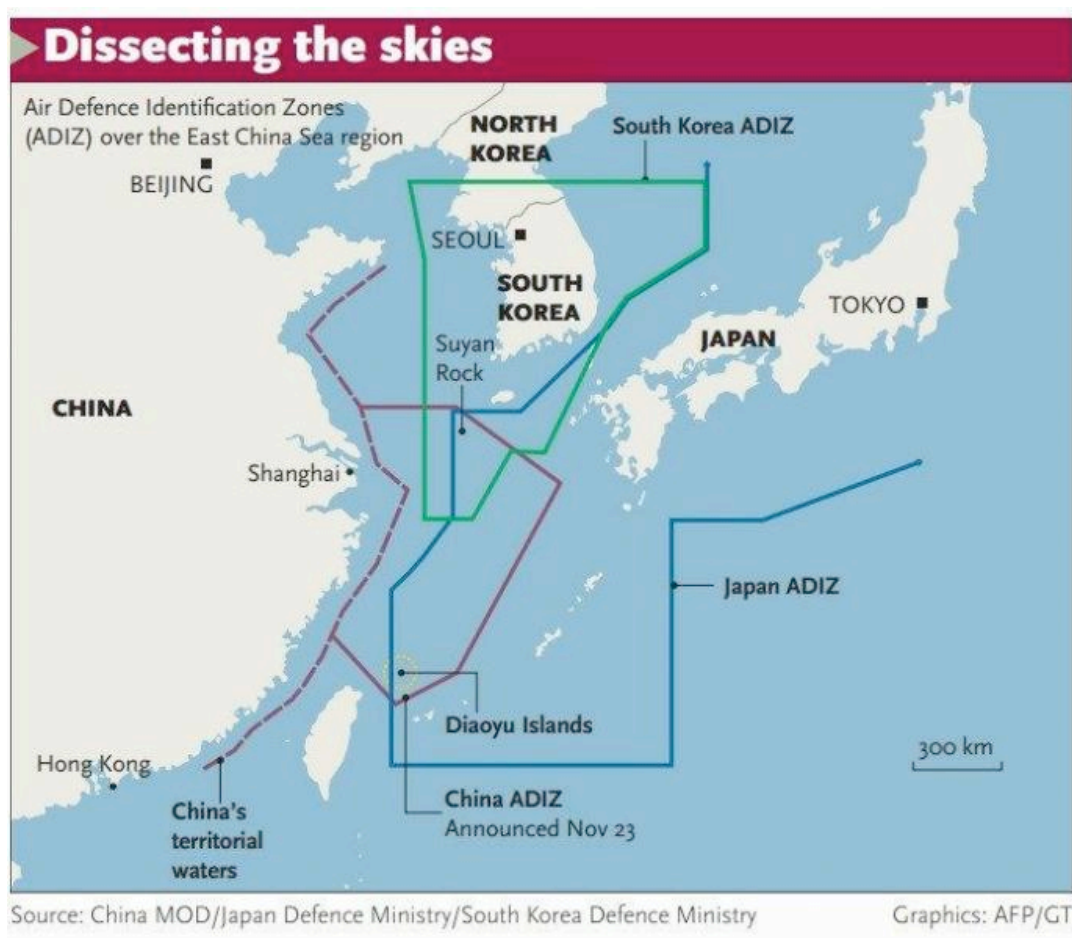 Dissecting the skies
Air Defence Identification Zones
(ADIZ) over the East China Sea region
BEIJING
NORTH
KOREA
South Korea ADIZ
SEOUL
SOUTH
KOREA
TOKYO
JAPAN
Suyan
Rock
CHINA
Shanghai
Japan ADIZ
Diaoyu Islands
300 km
Hong Kong
China ADIZ
Announced Nov 23
China's
territorial
waters
Source: China MOD/Japan Defence Ministry/South Korea Defence Ministry
Graphics: AFP/GT